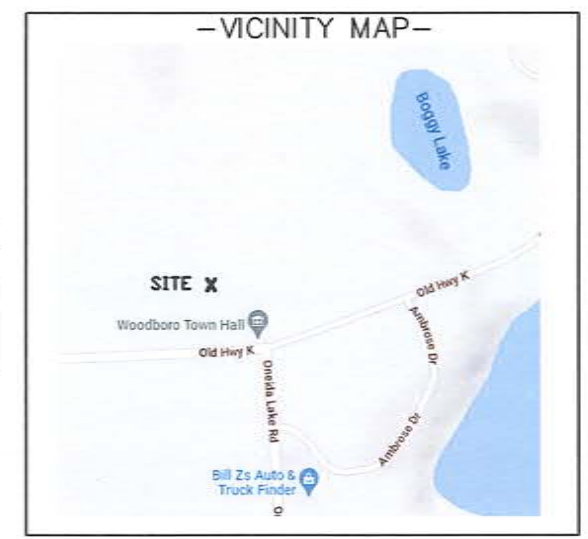 -VICINITY MAP-
Boggy Lake
Old Hwy K
SITE X
Woodboro Town Hall
Ambrose Dr
Old Hwy K
Oneida Lake Rd
Ambrose Dr
Bill Zs Auto &
Truck Finder